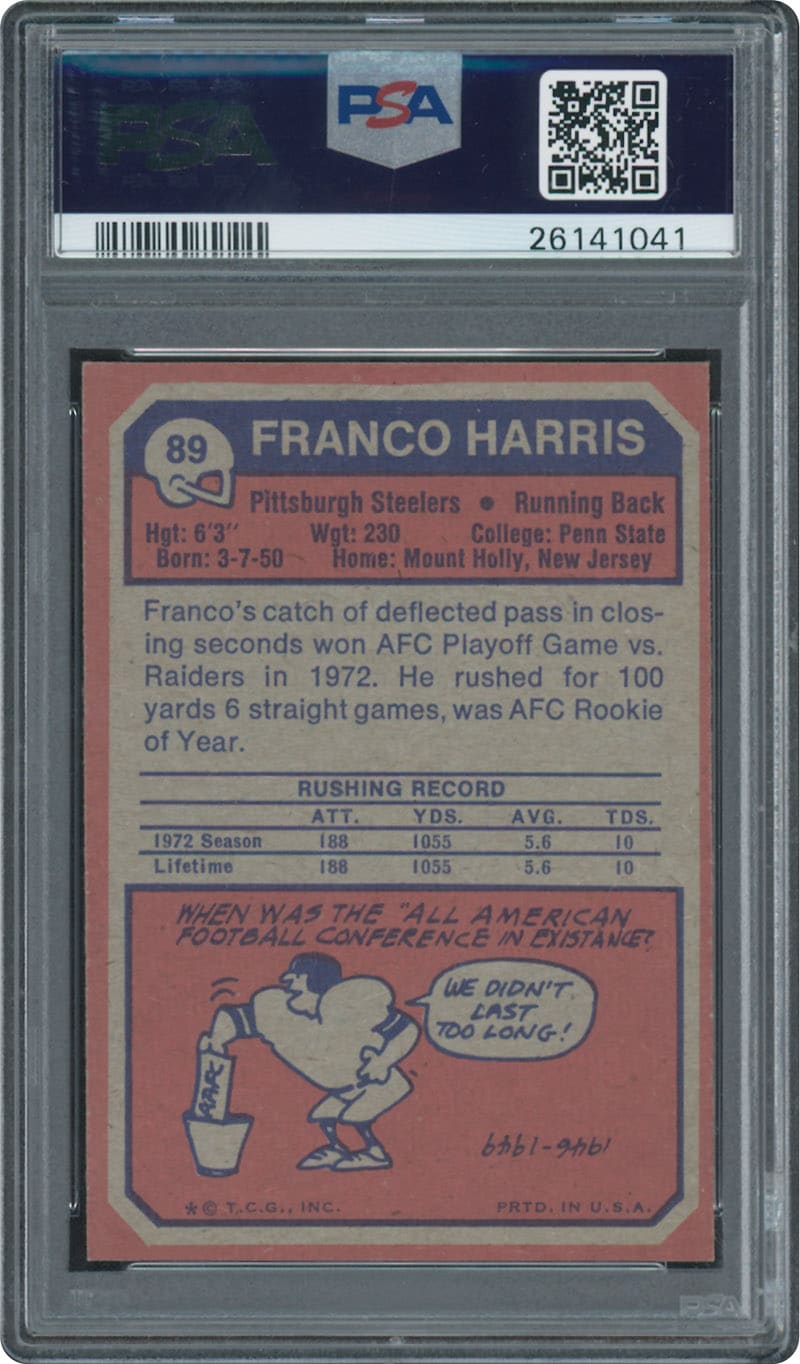 PSA
PSA
26141041
89
FRANCO HARRIS
Pittsburgh Steelers • Running Back
Hgt: 6'3" Wgt: 230 College: Penn State
Born: 3-7-50 Home: Mount Holly, New Jersey
Franco's catch of deflected pass in clos-
ing seconds won AFC Playoff Game vs.
Raiders in 1972. He rushed for 100
yards 6 straight games, was AFC Rookie
of Year.
RUSHING RECORD
ATT. YDS. AVG. TDS.
1972 Season 188 1055 5.6 10
Lifetime 188 1055 5.6 10
WHEN WAS THE "ALL AMERICAN
FOOTBALL CONFERENCE IN EXISTANCE?
WE DIDN'T
LAST
TOO LONG!
AAFC
1946-1949
*© T.C.G., INC. PRTD. IN U.S.A.
PSA